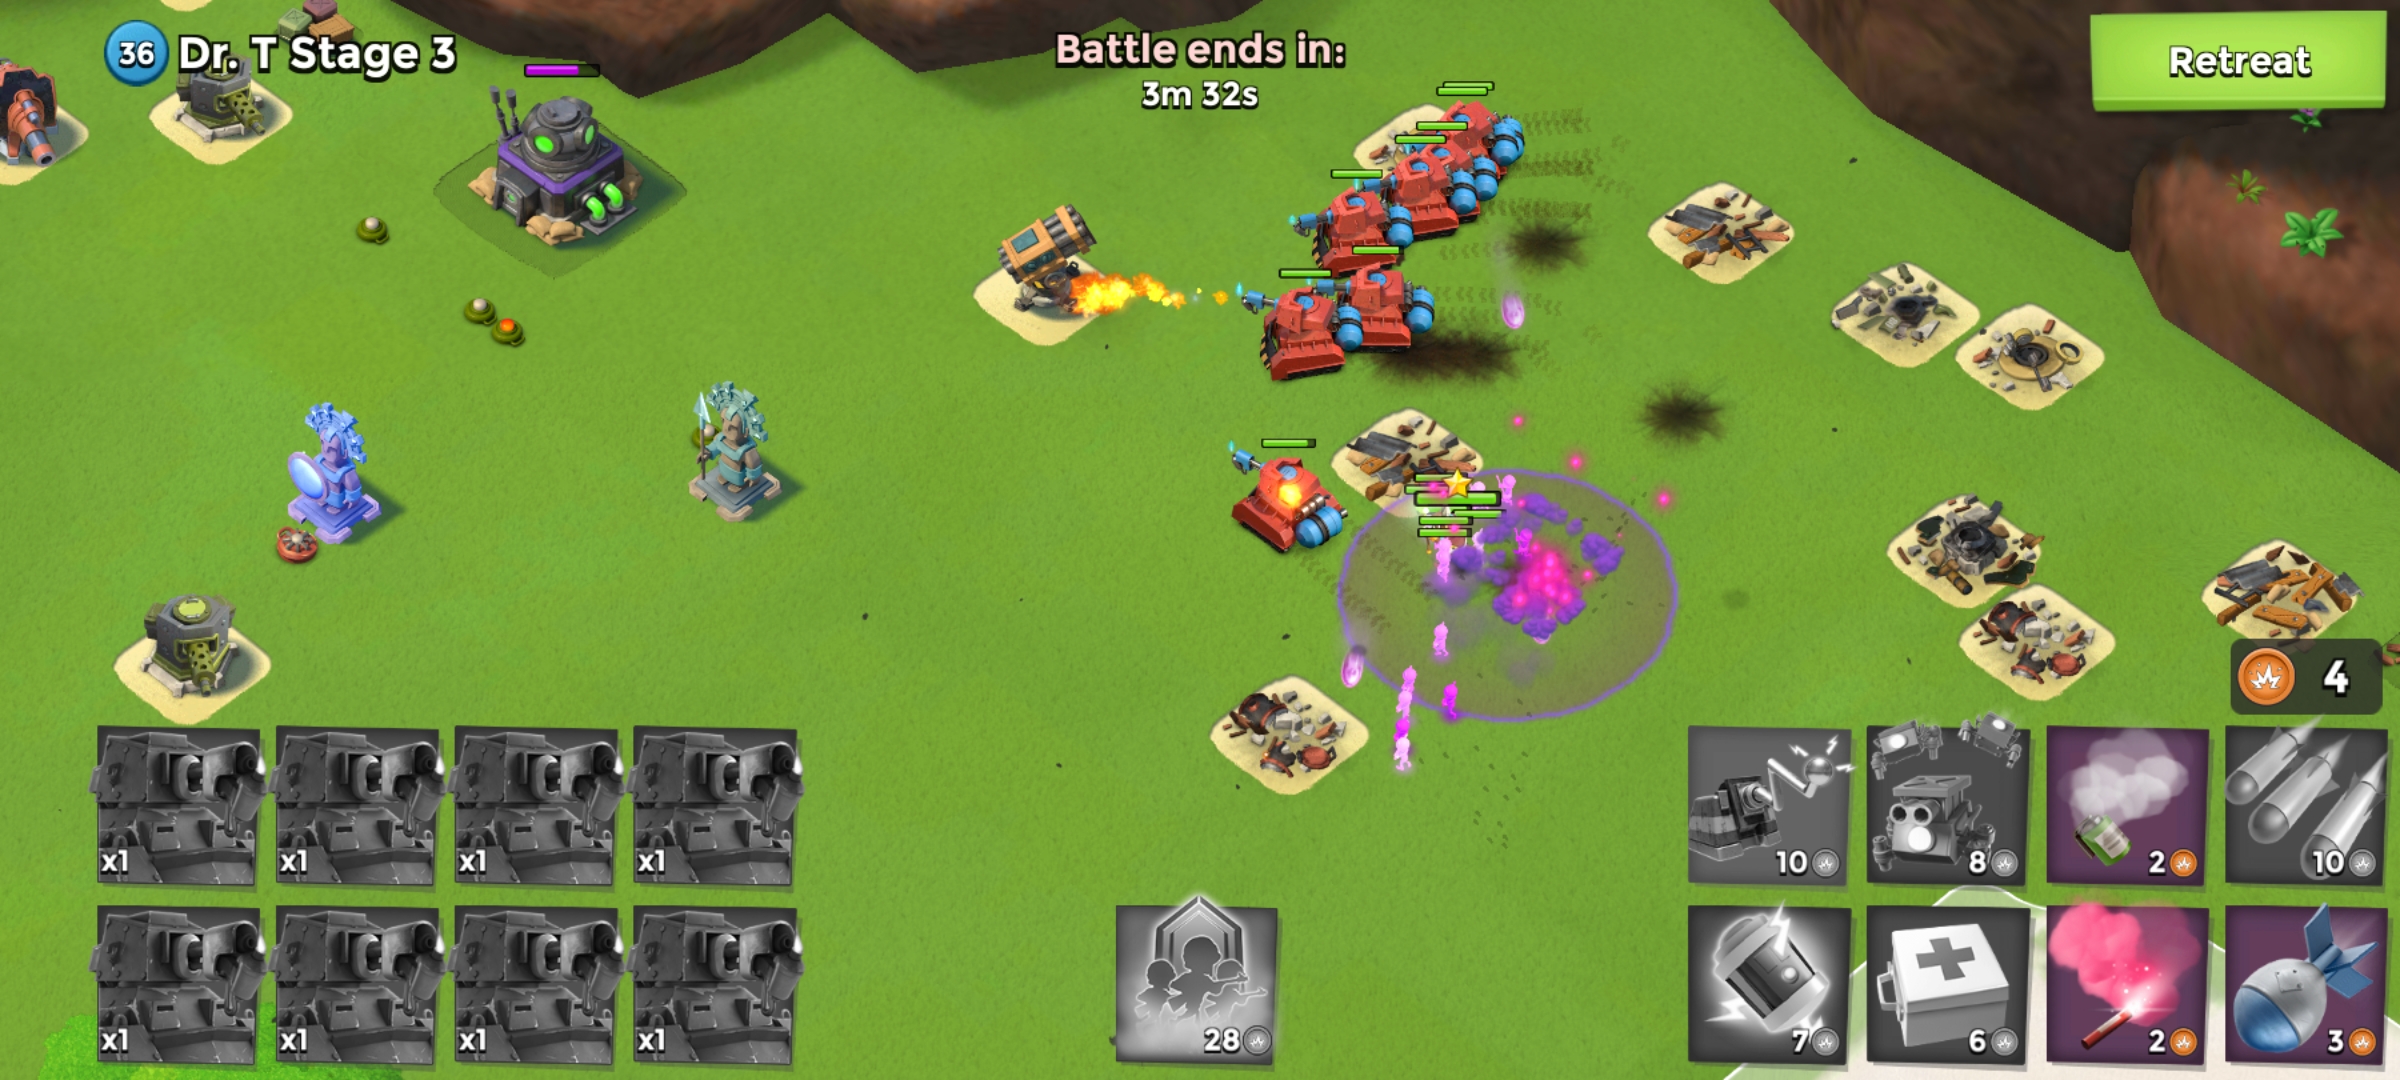 36 Dr. T Stage 3
Battle ends in:
3m 32s
Retreat
4
x1 x1 x1 x1
10 8 2 10
x1 x1 x1 x1
28
7 6 2 3